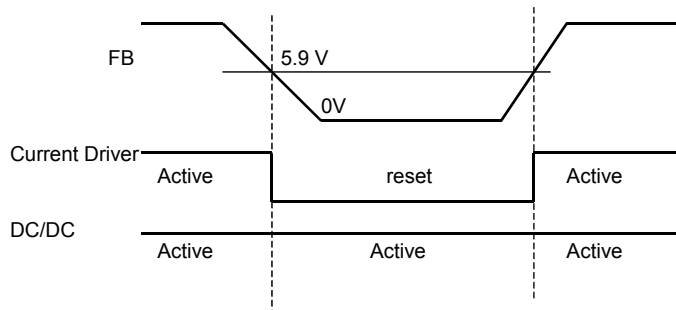 FB
5.9 V
0V
Current Driver
Active reset Active
DC/DC
Active Active Active